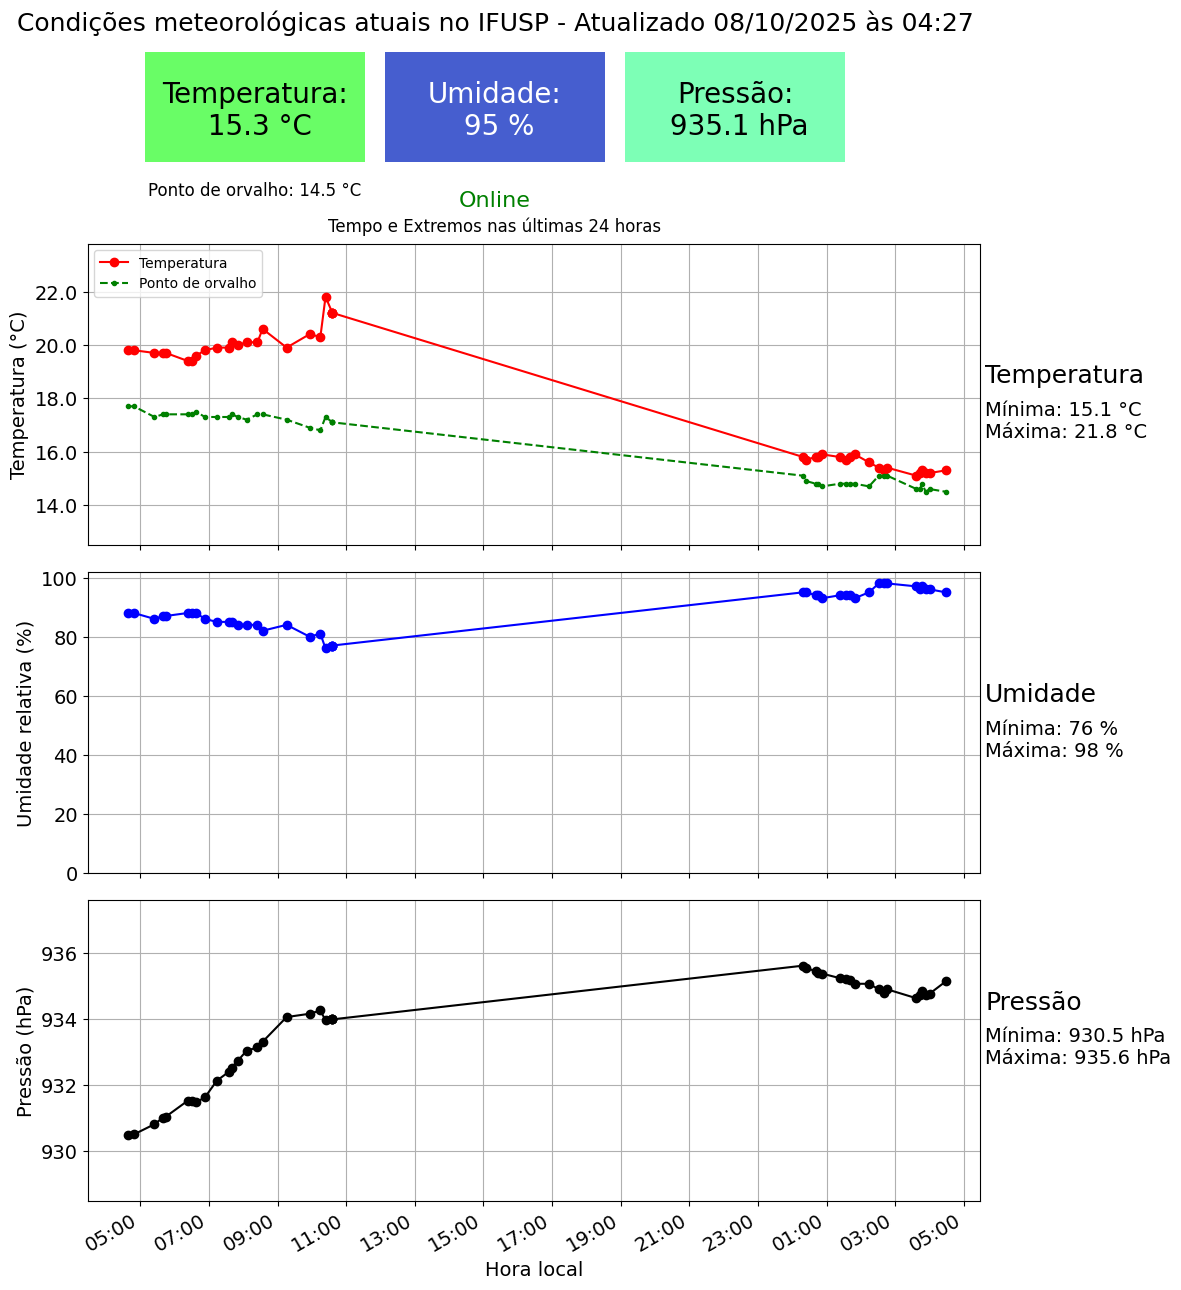 Condições meteorológicas atuais no IFUSP - Atualizado 08/10/2025 às 04:27
Temperatura:
15.3 °C
Umidade:
95 %
Pressão:
935.1 hPa
Ponto de orvalho: 14.5 °C
Online
Tempo e Extremos nas últimas 24 horas
Temperatura
Ponto de orvalho
Temperatura (°C)
22.0
20.0
18.0
16.0
14.0
Temperatura
Mínima: 15.1 °C
Máxima: 21.8 °C
Umidade relativa (%)
100
80
60
40
20
0
Umidade
Mínima: 76 %
Máxima: 98 %
Pressão (hPa)
936
934
932
930
Pressão
Mínima: 930.5 hPa
Máxima: 935.6 hPa
05:00
07:00
09:00
11:00
13:00
15:00
17:00
19:00
21:00
23:00
01:00
03:00
05:00
Hora local